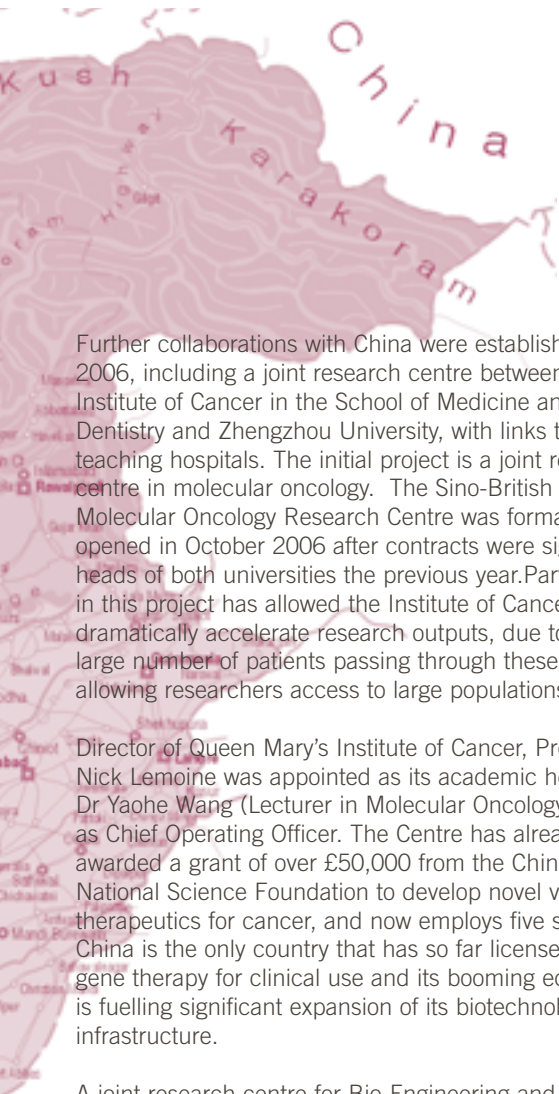 Kush
China
Karakoram
Highway
Gilgit
Further collaborations with China were establish
2006, including a joint research centre between
Institute of Cancer in the School of Medicine an
Dentistry and Zhengzhou University, with links t
teaching hospitals. The initial project is a joint re
centre in molecular oncology.  The Sino-British
Molecular Oncology Research Centre was forma
opened in October 2006 after contracts were sig
heads of both universities the previous year.Part
in this project has allowed the Institute of Cance
dramatically accelerate research outputs, due to
large number of patients passing through these
allowing researchers access to large populations
Director of Queen Mary’s Institute of Cancer, Pro
Nick Lemoine was appointed as its academic he
Dr Yaohe Wang (Lecturer in Molecular Oncology
as Chief Operating Officer. The Centre has alrea
awarded a grant of over £50,000 from the Chin
National Science Foundation to develop novel v
therapeutics for cancer, and now employs five s
China is the only country that has so far license
gene therapy for clinical use and its booming ec
is fuelling significant expansion of its biotechnol
infrastructure.
A joint research centre for Bio-Engineering and